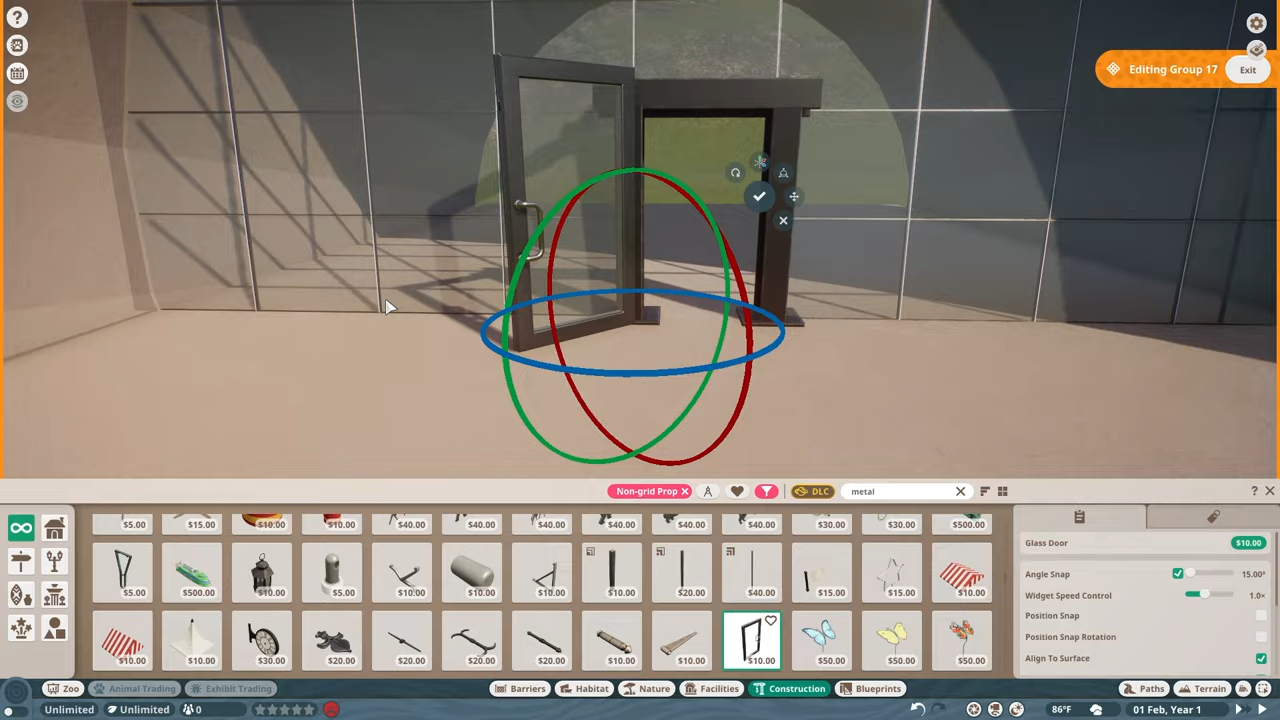 Editing Group 17
Exit
Non-grid Prop
DLC
metal
$5.00 $15.00 $10.00 $10.00 $40.00 $40.00 $40.00 $40.00 $40.00 $40.00 $30.00 $30.00 $500.00
$5.00 $500.00 $10.00 $5.00 $10.00 $10.00 $10.00 $10.00 $20.00 $40.00 $15.00 $15.00 $10.00
$10.00 $10.00 $30.00 $20.00 $20.00 $20.00 $20.00 $10.00 $10.00 $10.00 $50.00 $50.00 $50.00
Glass Door $10.00
Angle Snap 15.00°
Widget Speed Control 1.0×
Position Snap
Position Snap Rotation
Align To Surface
Zoo Animal Trading Exhibit Trading Barriers Habitat Nature Facilities Construction Blueprints Paths Terrain
Unlimited Unlimited 0 86°F 01 Feb, Year 1